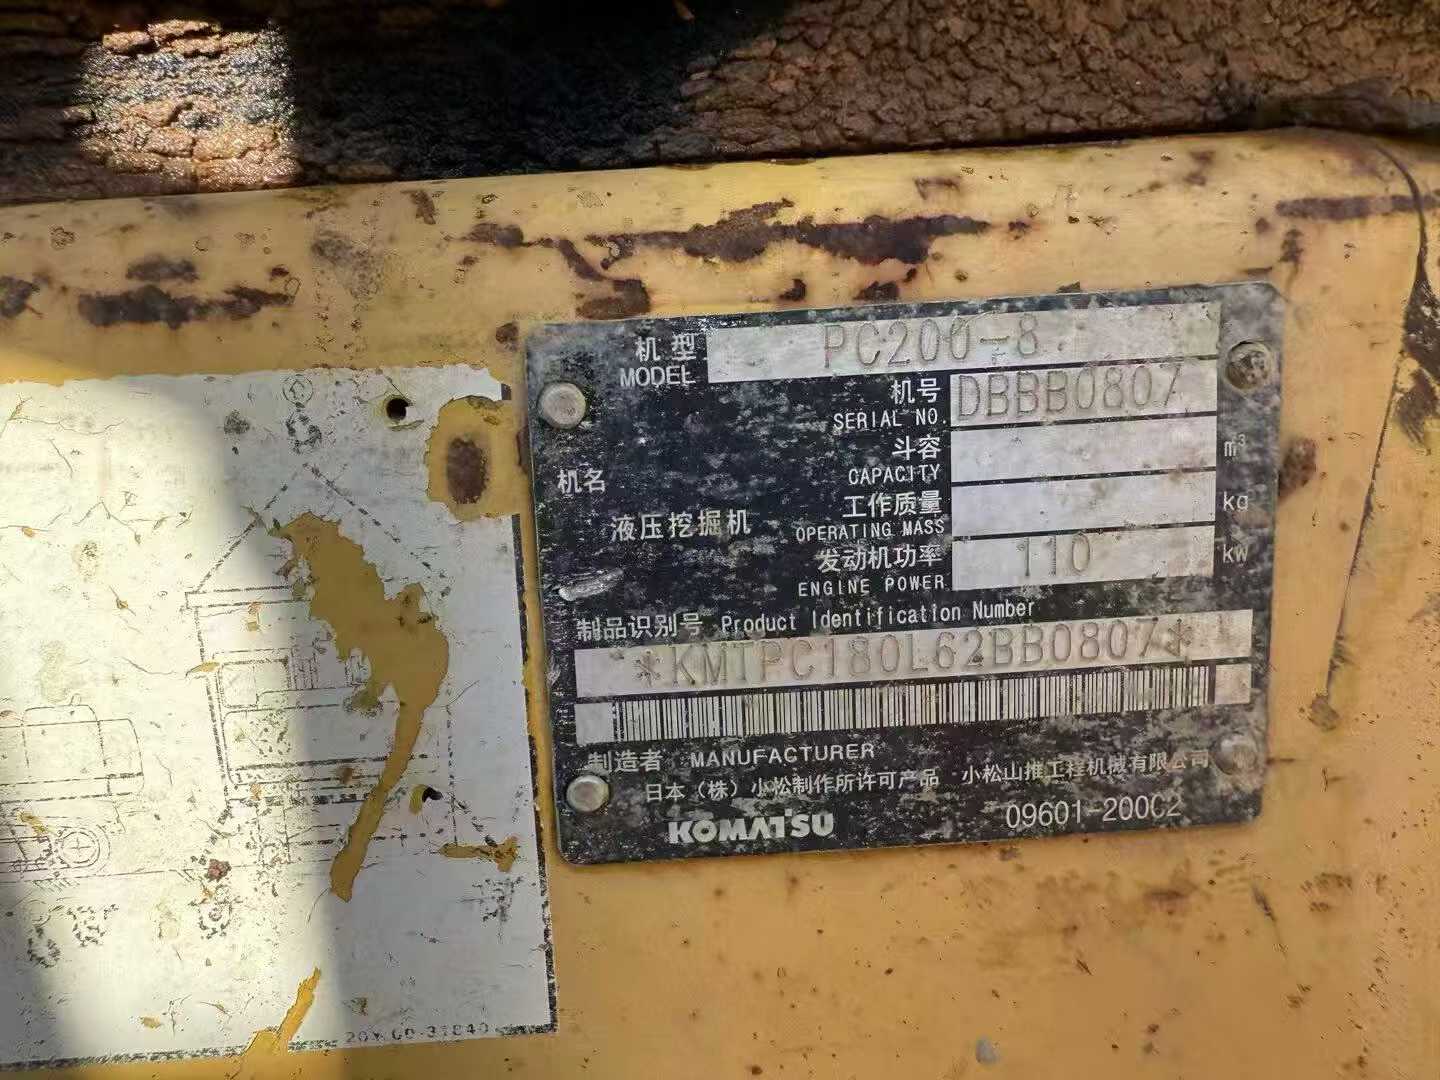 机型 PC200-8
MODEL
机号 DBBB0807
SERIAL NO.
斗容 m³
CAPACITY
机名
工作质量 kg
OPERATING MASS
液压挖掘机
发动机功率 110 kw
ENGINE POWER
制品识别号 Product Identification Number
*KMTPC180L62BB0807*
制造者 MANUFACTURER
日本（株）小松制作所许可产品 小松山推工程机械有限公司
KOMATSU 09601-200C2